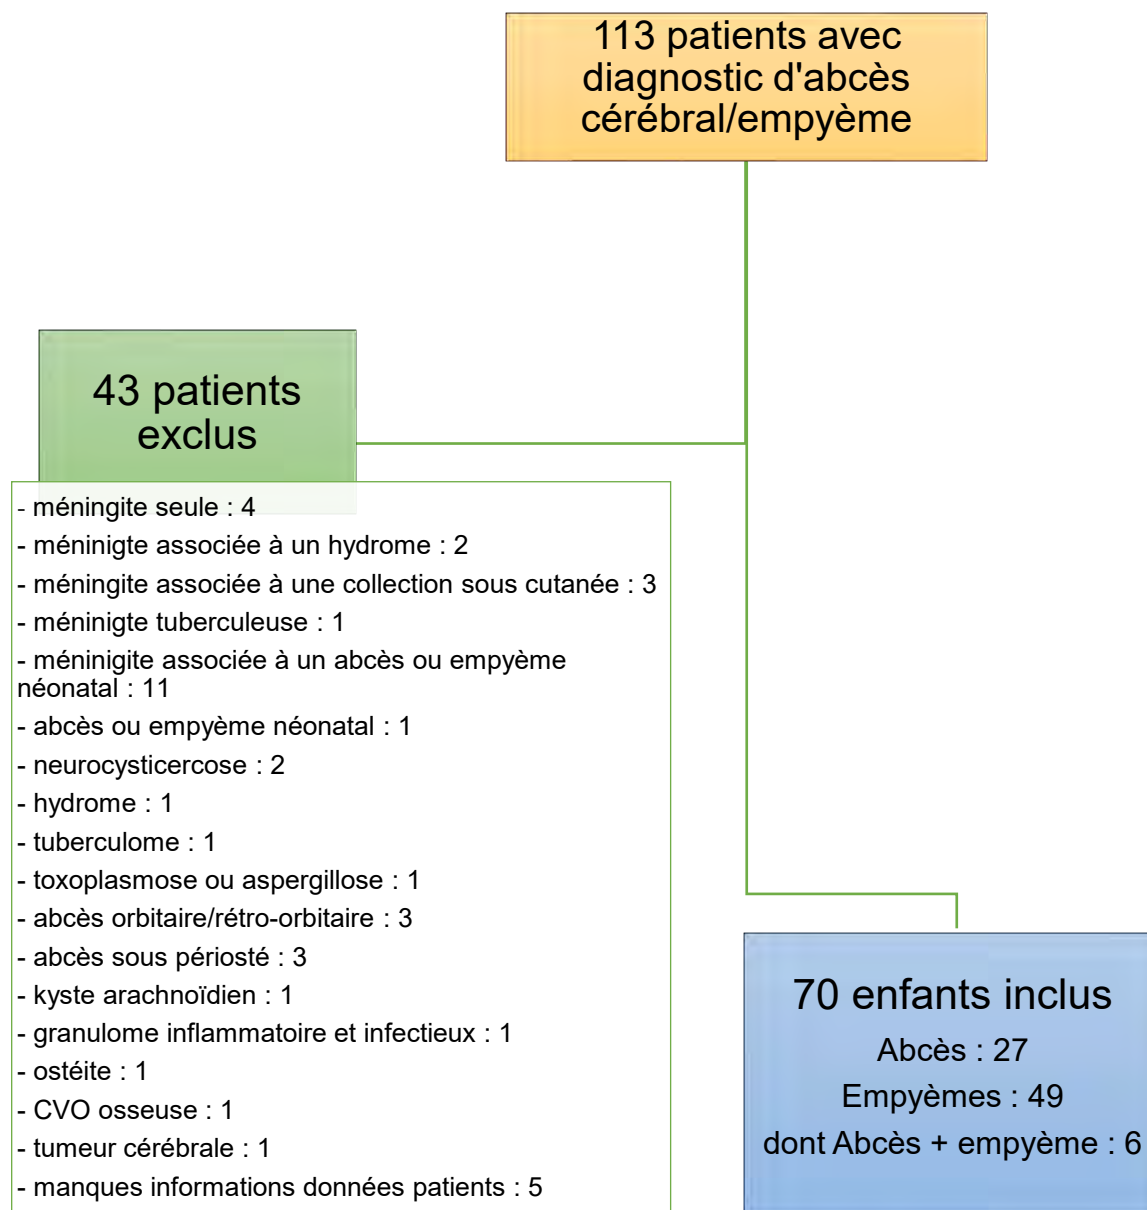 113 patients avec
diagnostic d'abcès
cérébral/empyème
43 patients
exclus
- méningite seule : 4
- méninigte associée à un hydrome : 2
- méningite associée à une collection sous cutanée : 3
- méninigte tuberculeuse : 1
- méninigite associée à un abcès ou empyème
néonatal : 11
- abcès ou empyème néonatal : 1
- neurocysticercose : 2
- hydrome : 1
- tuberculome : 1
- toxoplasmose ou aspergillose : 1
- abcès orbitaire/rétro-orbitaire : 3
- abcès sous périosté : 3
- kyste arachnoïdien : 1
- granulome inflammatoire et infectieux : 1
- ostéite : 1
- CVO osseuse : 1
- tumeur cérébrale : 1
- manques informations données patients : 5
70 enfants inclus
Abcès : 27
Empyèmes : 49
dont Abcès + empyème : 6